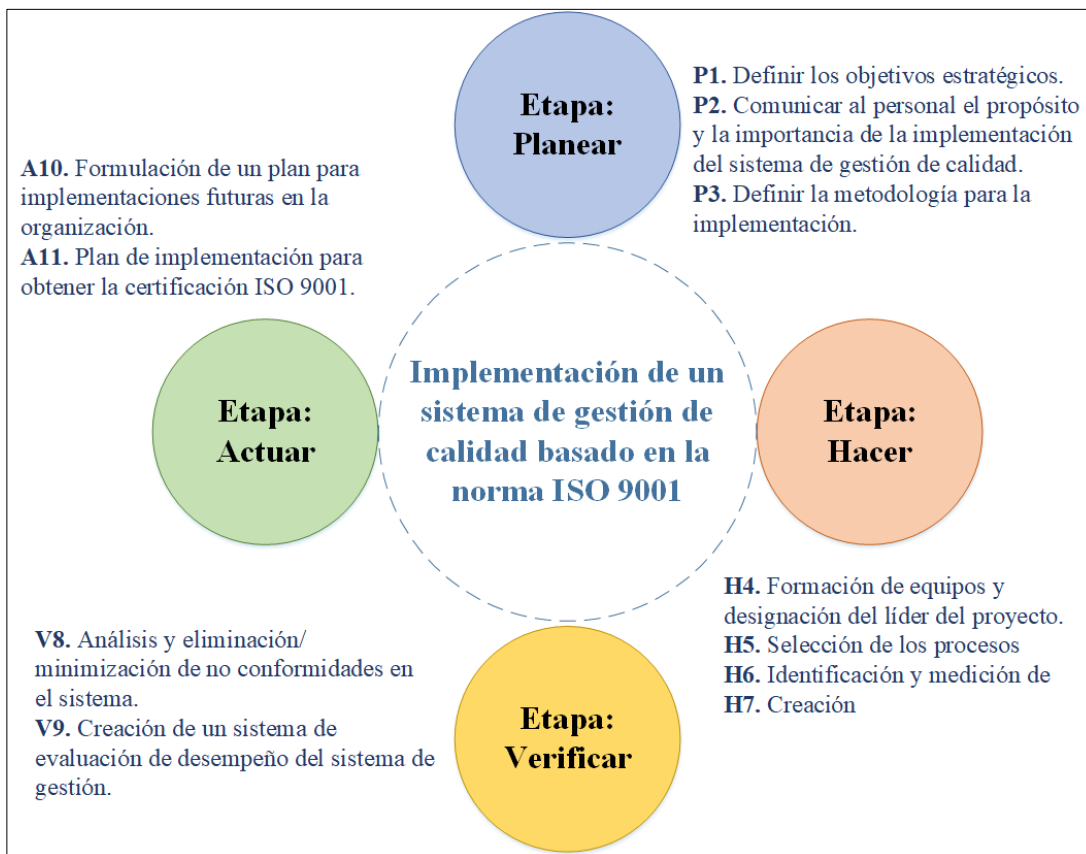 Etapa:
Planear
P1. Definir los objetivos estratégicos.
P2. Comunicar al personal el propósito
y la importancia de la implementación
del sistema de gestión de calidad.
P3. Definir la metodología para la
implementación.
A10. Formulación de un plan para
implementaciones futuras en la
organización.
A11. Plan de implementación para
obtener la certificación ISO 9001.
Etapa:
Actuar
Implementación de un
sistema de gestión de
calidad basado en la
norma ISO 9001
Etapa:
Hacer
H4. Formación de equipos y
designación del líder del proyecto.
H5. Selección de los procesos
H6. Identificación y medición de
H7. Creación
V8. Análisis y eliminación/
minimización de no conformidades en
el sistema.
V9. Creación de un sistema de
evaluación de desempeño del sistema de
gestión.
Etapa:
Verificar